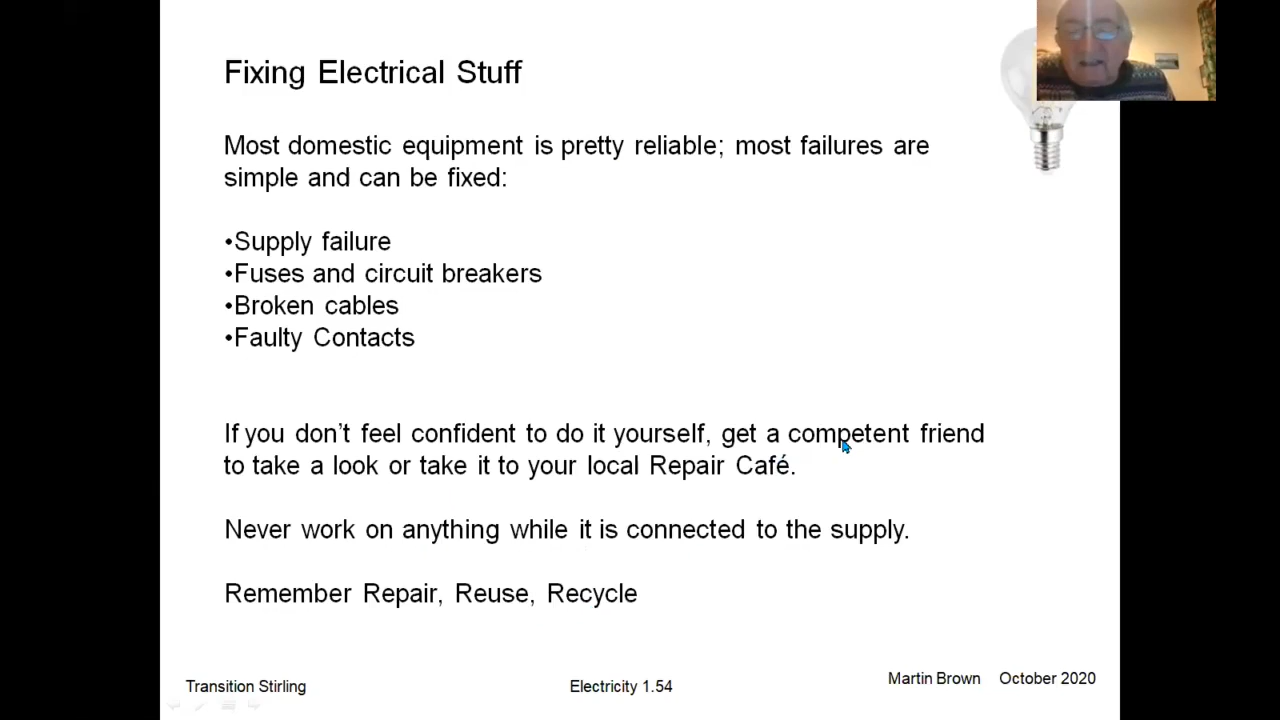 Fixing Electrical Stuff
Most domestic equipment is pretty reliable; most failures are
simple and can be fixed:
•Supply failure
•Fuses and circuit breakers
•Broken cables
•Faulty Contacts
If you don’t feel confident to do it yourself, get a competent friend
to take a look or take it to your local Repair Café.
Never work on anything while it is connected to the supply.
Remember Repair, Reuse, Recycle
Transition Stirling
Electricity 1.54
Martin Brown October 2020